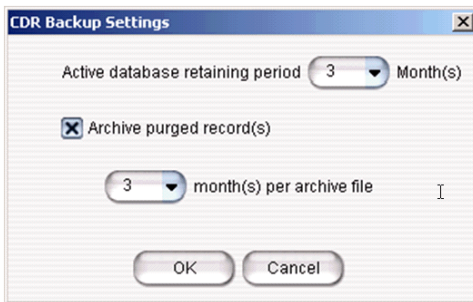 CDR Backup Settings
Active database retaining period 3 Month(s)
Archive purged record(s)
3 month(s) per archive file
OK Cancel